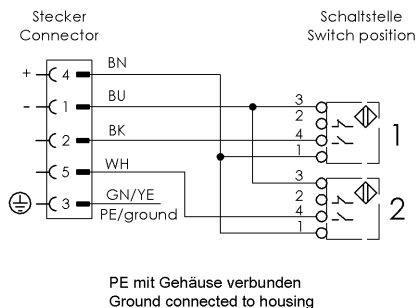 Stecker
Connector
Schaltstelle
Switch position
+ 4 BN
- 1 BU
2 BK
5 WH
3 GN/YE
PE/ground
3
2
4
1
1
3
2
4
1
2
PE mit Gehäuse verbunden
Ground connected to housing